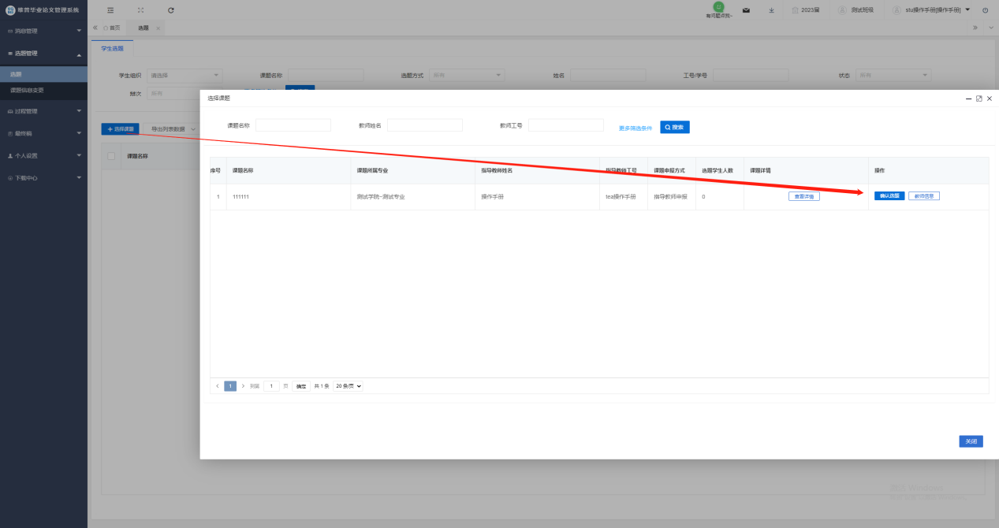 维普毕业论文管理系统
有问题点我~
2023届
测试班级
stu操作手册[操作手册]
消息管理
首页
选题
选题管理
学生选题
选题
课题信息变更
学生组织
请选择
课题名称
选题方式
所有
姓名
工号/学号
状态
所有
梯次
所有
选择课题
过程管理
最终稿
个人设置
下载中心
+ 选择课题
导出列表数据
课题名称
课题名称
教师姓名
教师工号
更多筛选条件
搜索
序号
课题名称
课题所属专业
指导教师姓名
指导教师工号
课题申报方式
选题学生人数
课题详情
操作
1
111111
测试学院-测试专业
操作手册
tea操作手册
指导教师申报
0
查看详情
确认选题
教师信息
< 1 > 到第 1 页 确定 共 1 条 20 条/页
关闭
激活 Windows